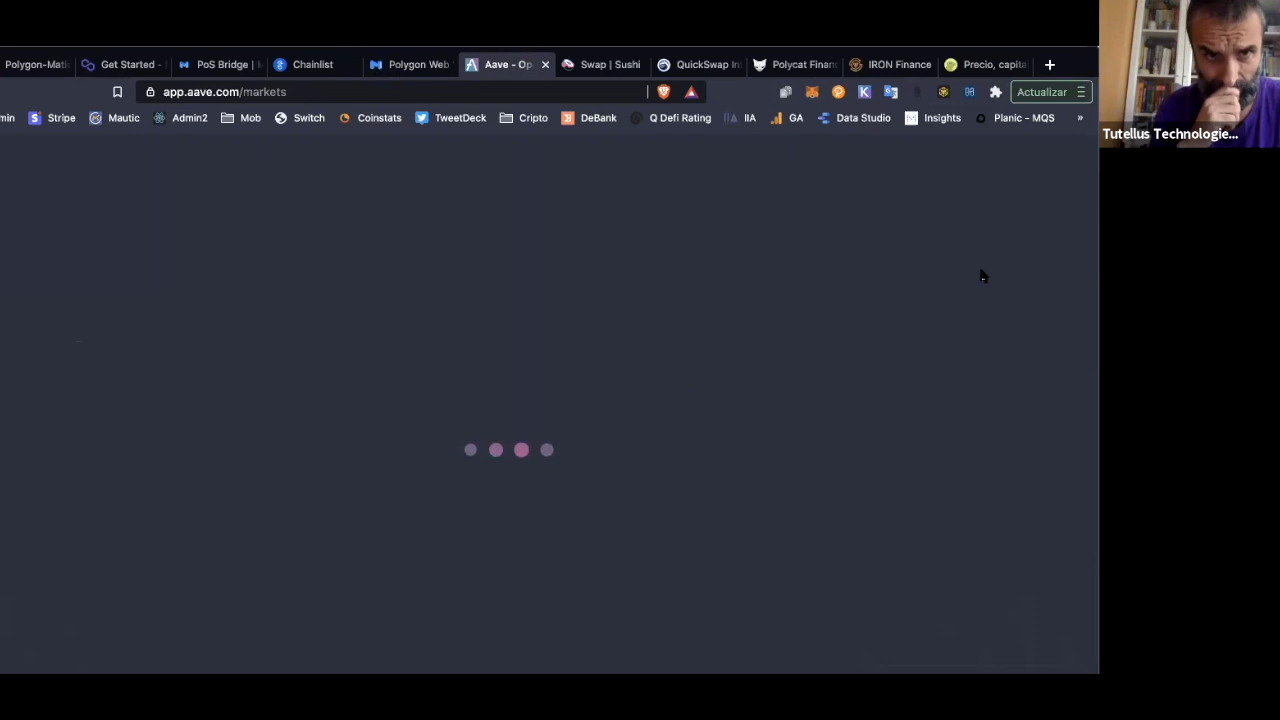 Polygon-Mati
Get Started -
PoS Bridge |
Chainlist
Polygon Web
Aave - Op
Swap | Sushi
QuickSwap In
Polycat Finan
IRON Finance
Precio, capita
app.aave.com/markets
Actualizar
min
Stripe
Mautic
Admin2
Mob
Switch
Coinstats
TweetDeck
Cripto
DeBank
Q Defi Rating
IIA
GA
Data Studio
Insights
Planic - MQS
»
Tutellus Technologie...